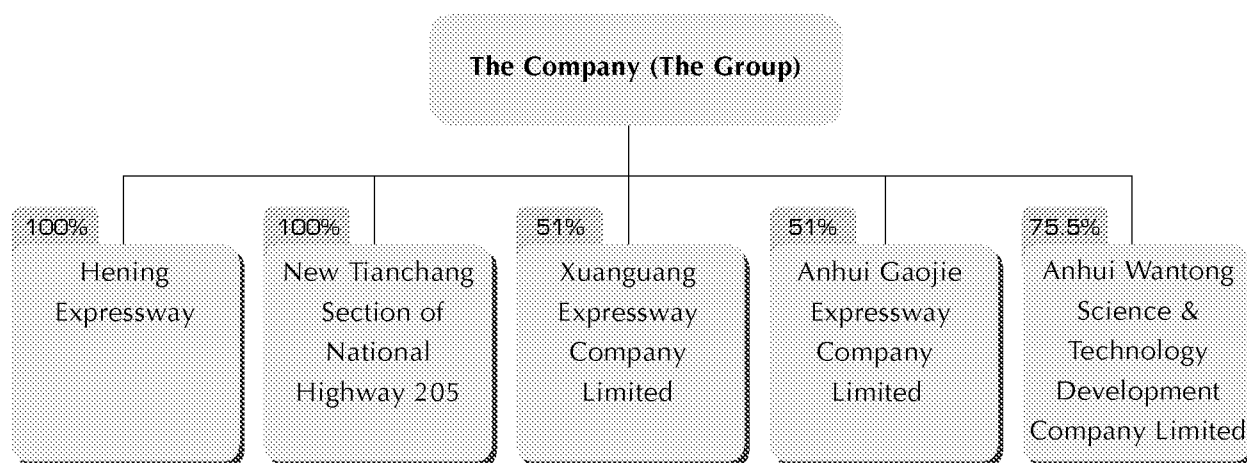 The Company (The Group)
100%
Hening
Expressway
100%
New Tianchang
Section of
National
Highway 205
51%
Xuanguang
Expressway
Company
Limited
51%
Anhui Gaojie
Expressway
Company
Limited
75.5%
Anhui Wantong
Science &
Technology
Development
Company Limited